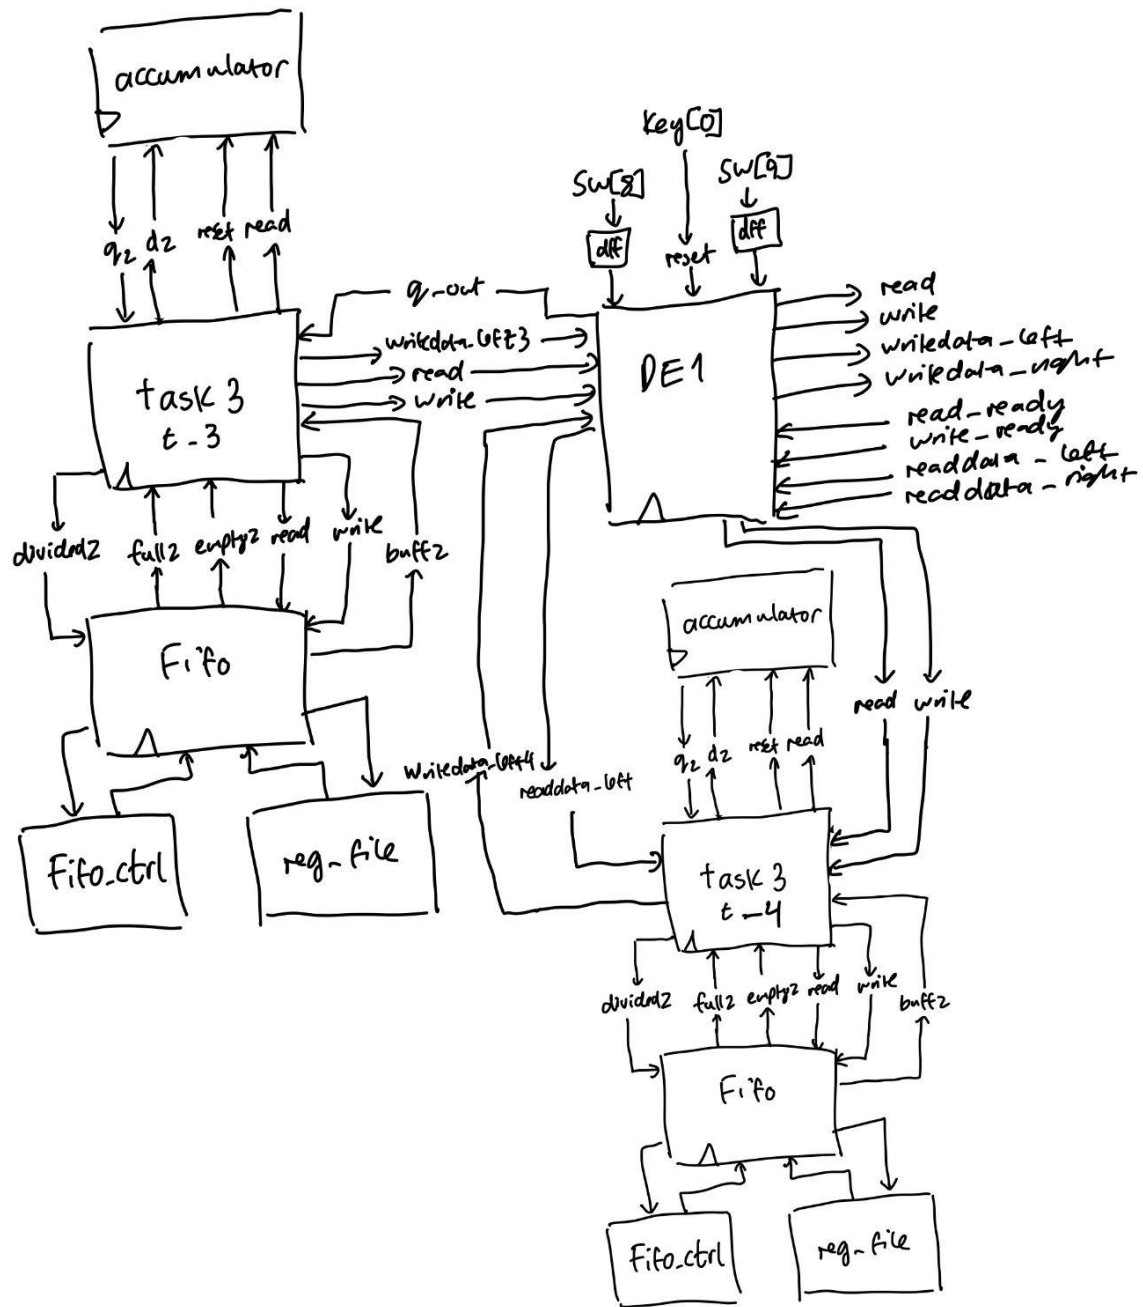 accumulator
q2 d2 reset read
task 3
t_3
divided2 full2 empty2 read write buff2
Fifo
Fifo_ctrl
reg_file
Key[0]
SW[8]
SW[9]
dff
reset
dff
q_out
writedata_left3
read
write
DE1
read
write
writedata_left
writedata_right
read_ready
write_ready
readdata_left
readdata_right
writedata_left4
readdata_left
read write
accumulator
q2 d2 reset read
task 3
t_4
divided2 full2 empty2 read write buff2
Fifo
Fifo_ctrl
reg_file